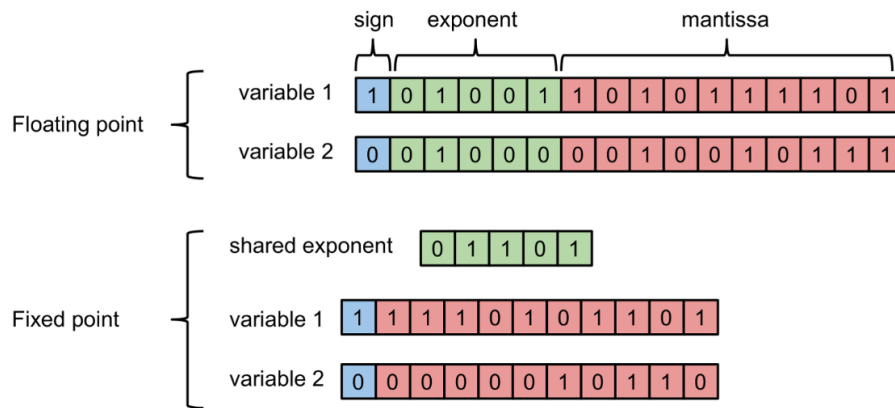 sign exponent mantissa
variable 1 1 0 1 0 0 1 1 0 1 0 1 1 1 1 0 1
Floating point
variable 2 0 0 1 0 0 0 0 0 1 0 0 1 0 1 1 1
shared exponent 0 1 1 0 1
Fixed point
variable 1 1 1 1 1 0 1 0 1 1 0 1
variable 2 0 0 0 0 0 0 1 0 1 1 0